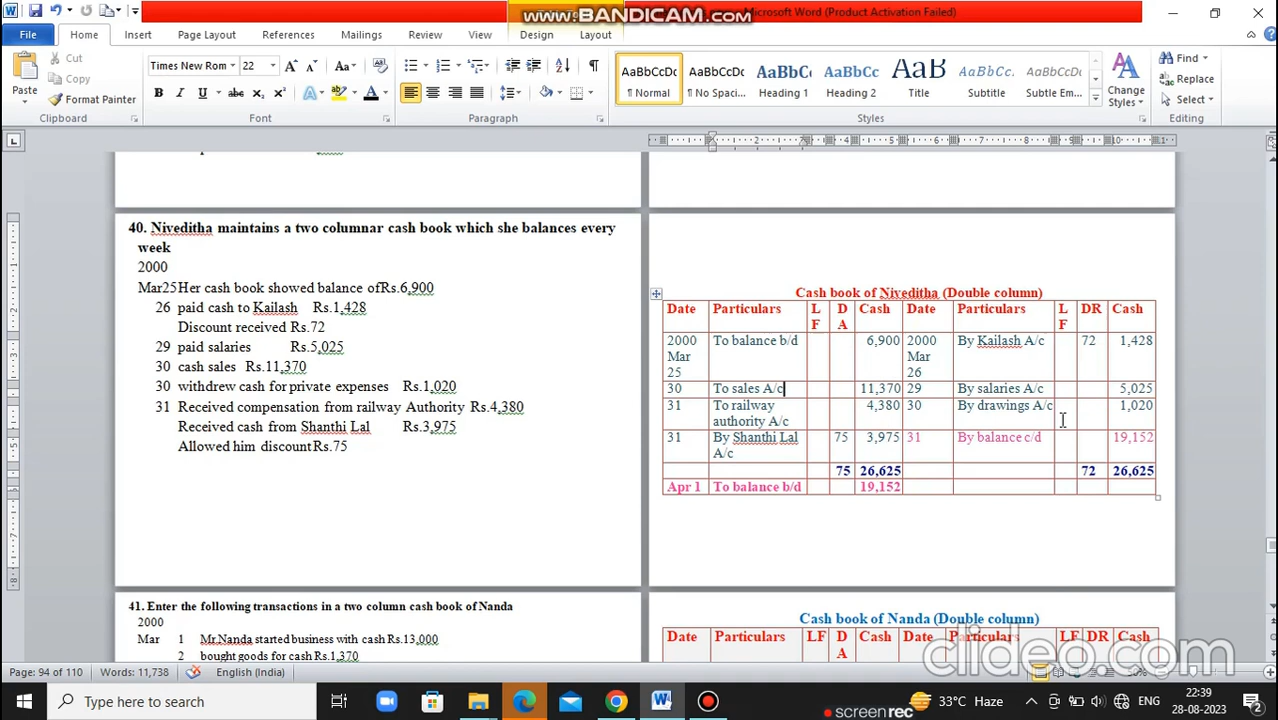 www.BANDICAM.com
Microsoft Word (Product Activation Failed)
File Home Insert Page Layout References Mailings Review View Design Layout
Paste
Cut
Copy
Format Painter
Clipboard
Times New Rom 22
Font
Paragraph
AaBbCcDc AaBbCcDc AaBbC AaBbCc AaB AaBbCc. AaBbCcDc
¶ Normal ¶ No Spaci... Heading 1 Heading 2 Title Subtitle Subtle Em...
Styles
Change Styles
Find
Replace
Select
Editing
40. Niveditha maintains a two columnar cash book which she balances every
week
2000
Mar25 Her cash book showed balance of Rs.6,900
26 paid cash to Kailash Rs.1,428
Discount received Rs.72
29 paid salaries Rs.5,025
30 cash sales Rs.11,370
30 withdrew cash for private expenses Rs.1,020
31 Received compensation from railway Authority Rs.4,380
Received cash from Shanthi Lal Rs.3,975
Allowed him discount Rs.75
Cash book of Niveditha (Double column)
Date Particulars L F D A Cash Date Particulars L F DR Cash
2000 Mar 25 To balance b/d 6,900 2000 Mar 26 By Kailash A/c 72 1,428
30 To sales A/c 11,370 29 By salaries A/c 5,025
31 To railway authority A/c 4,380 30 By drawings A/c 1,020
31 By Shanthi Lal A/c 75 3,975 31 By balance c/d 19,152
75 26,625 72 26,625
Apr 1 To balance b/d 19,152
41. Enter the following transactions in a two column cash book of Nanda
2000
Mar 1 Mr.Nanda started business with cash Rs.13,000
2 bought goods for cash Rs.1,370
Cash book of Nanda (Double column)
Date Particulars LF D A Cash Date Particulars LF DR Cash
clideo.com
Page: 94 of 110 Words: 11,738 English (India)
Type here to search
33°C Haze
ENG
22:39
28-08-2023
screenrec